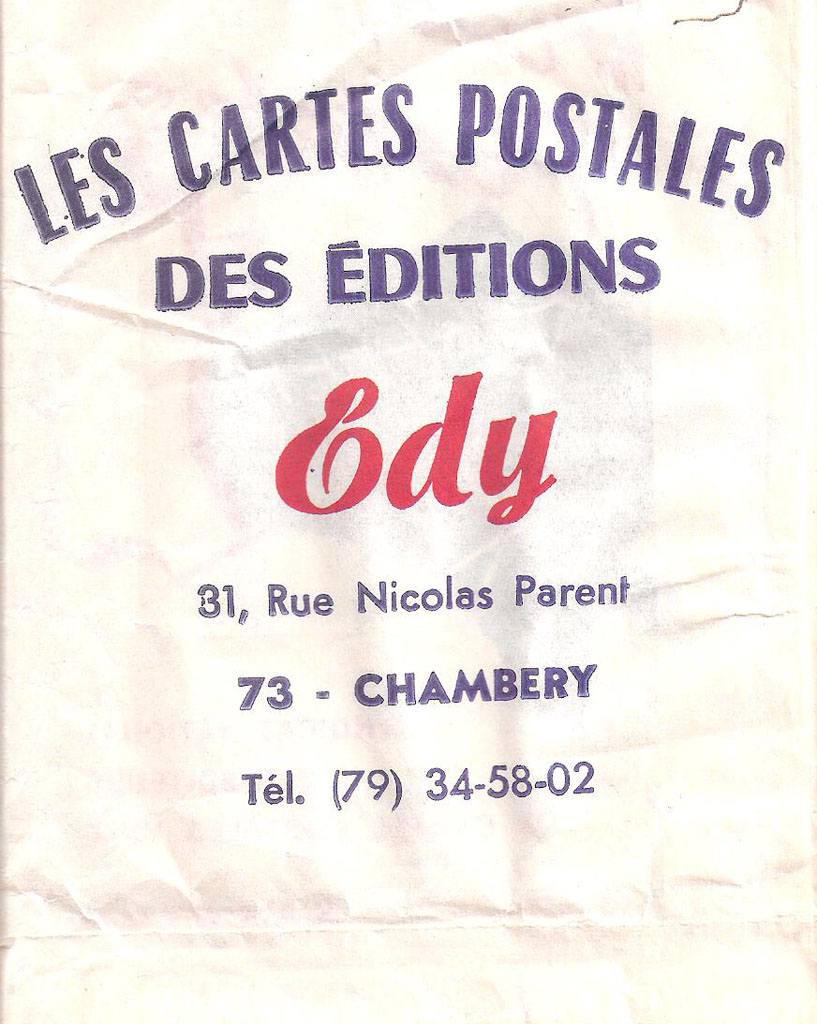 LES CARTES POSTALES
DES ÉDITIONS
Edy
31, Rue Nicolas Parent
73 - CHAMBERY
Tél. (79) 34-58-02